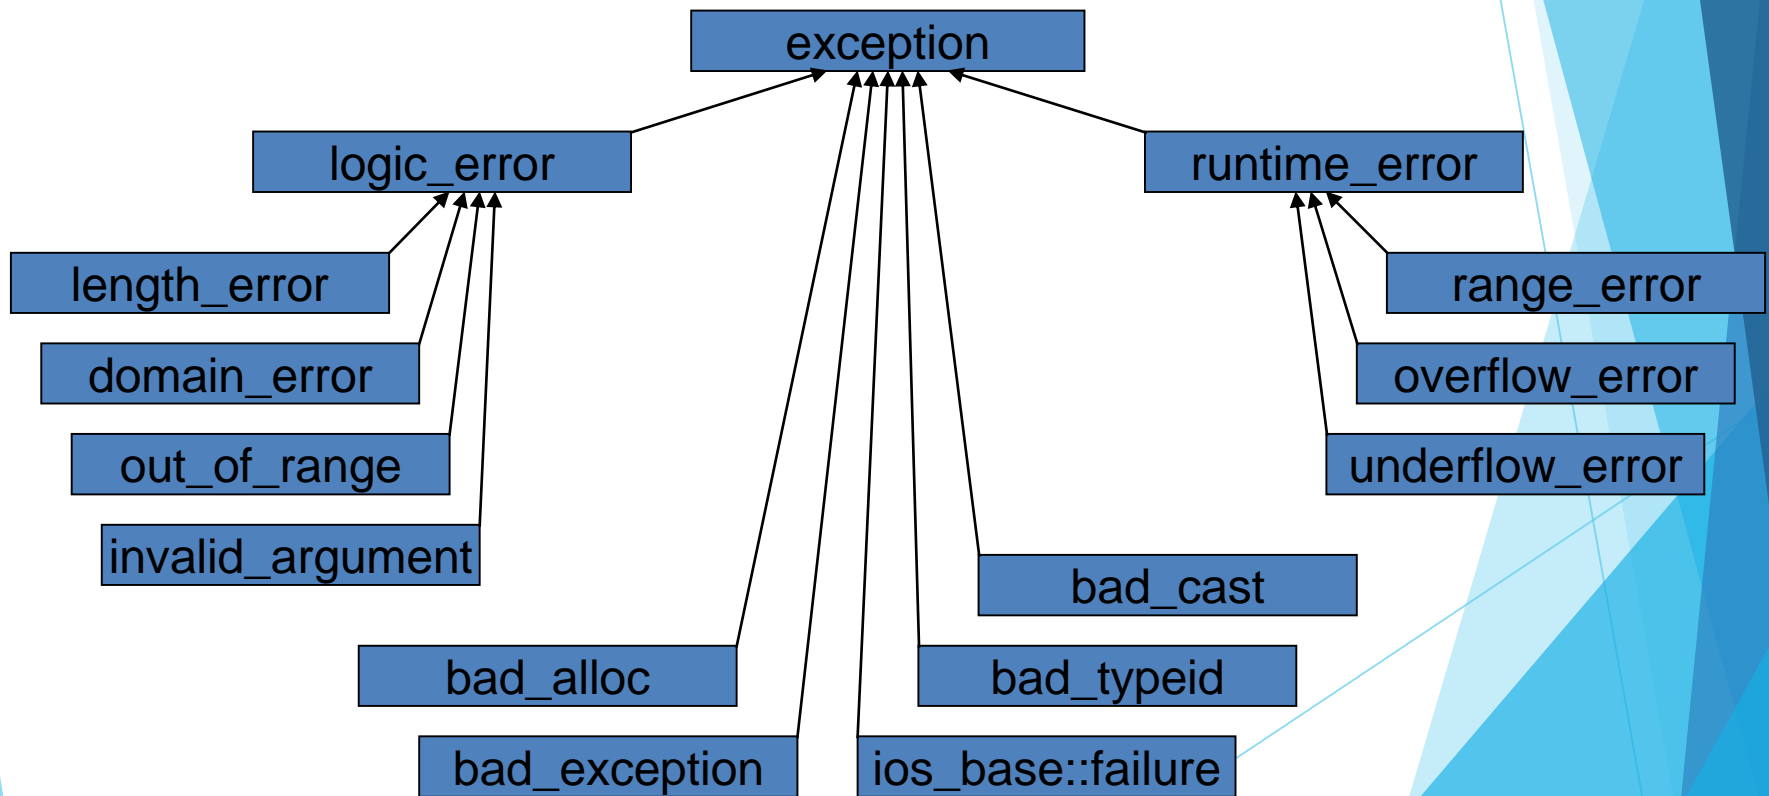 exception
logic_error
runtime_error
length_error
range_error
domain_error
overflow_error
out_of_range
underflow_error
invalid_argument
bad_cast
bad_alloc
bad_typeid
bad_exception
ios_base::failure